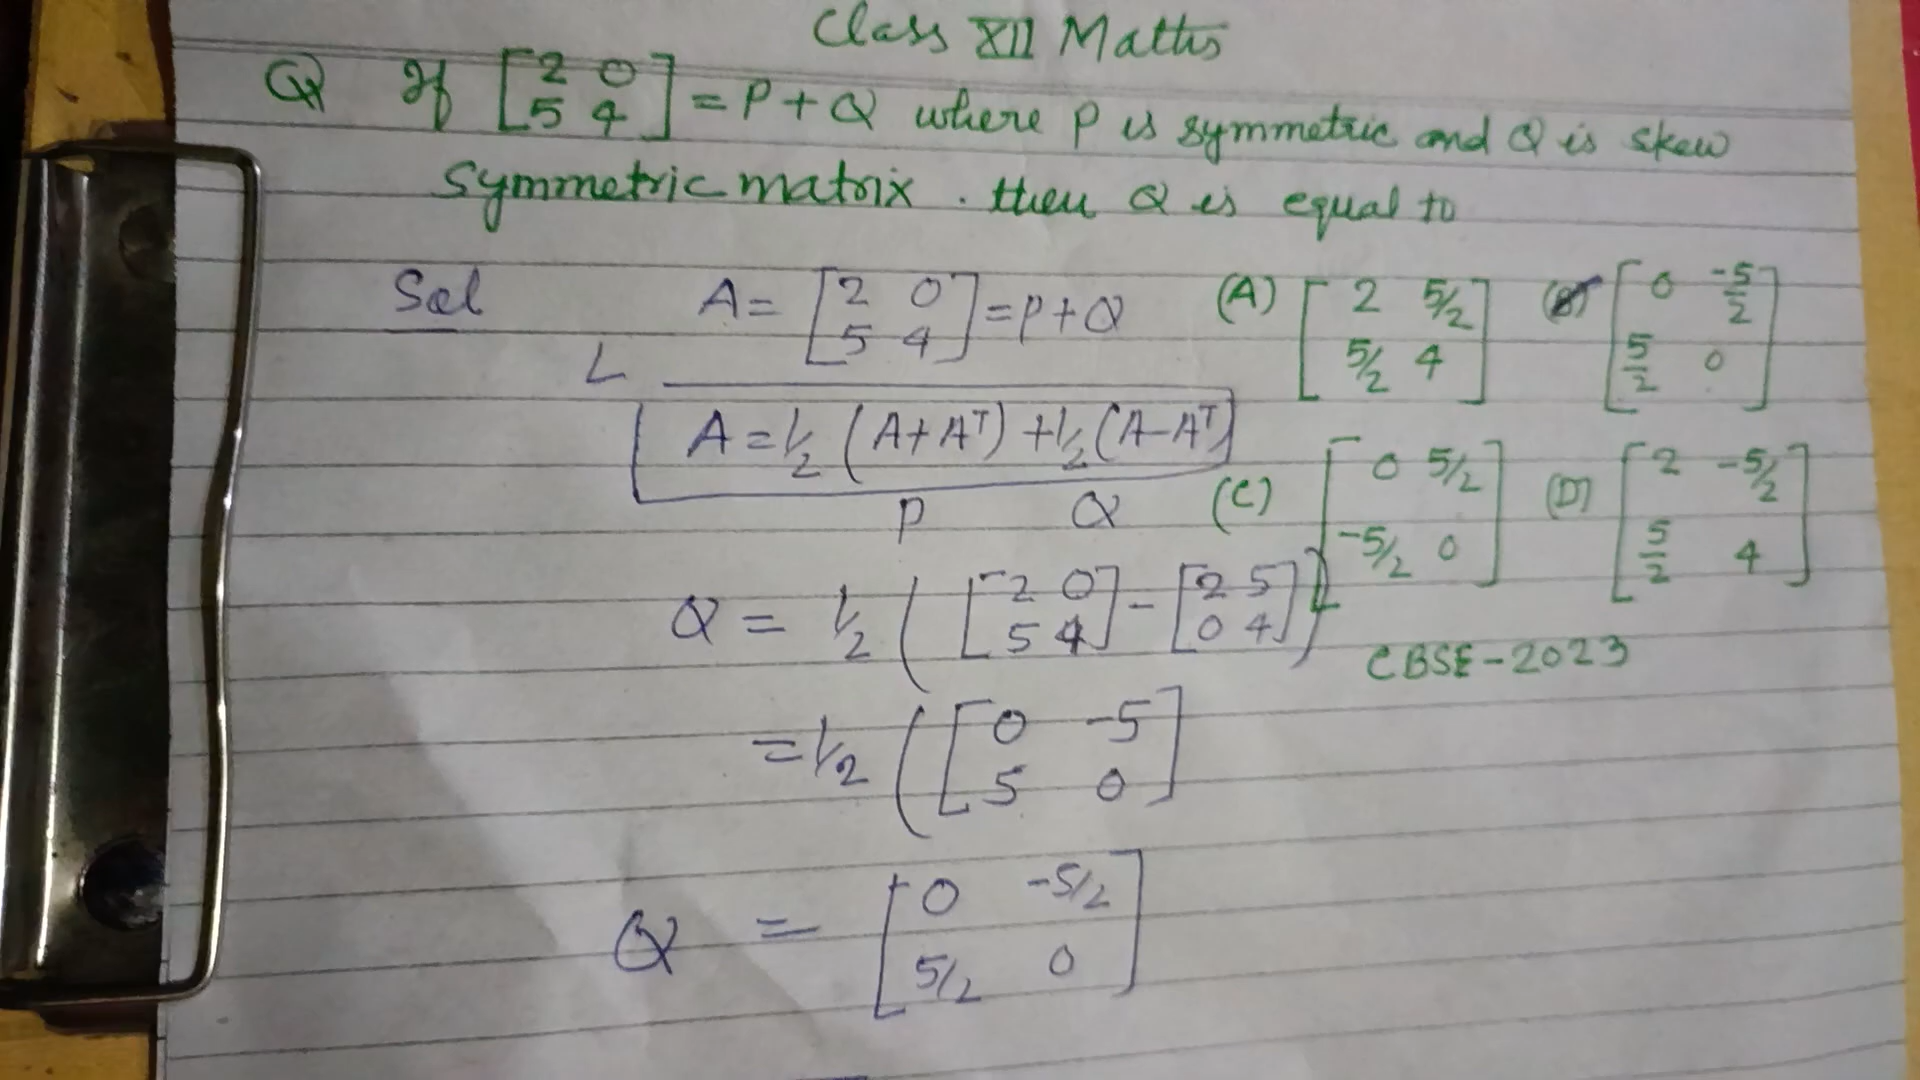 Class XII Maths
Q If [2 0
5 4] = P + Q where P is symmetric and Q is skew
symmetric matrix. then Q is equal to
Sol A = [2 0
5 4] = P + Q
(A) [2 5/2
5/2 4]
(B) [0 -5/2
5/2 0]
A = 1/2 (A + Aᵀ) + 1/2 (A - Aᵀ)
P Q
(C) [0 5/2
-5/2 0]
(D) [2 -5/2
5/2 4]
Q = 1/2 ([2 0
5 4] - [2 5
0 4])
CBSE-2023
= 1/2 ([0 -5
5 0]
Q = [0 -5/2
5/2 0]